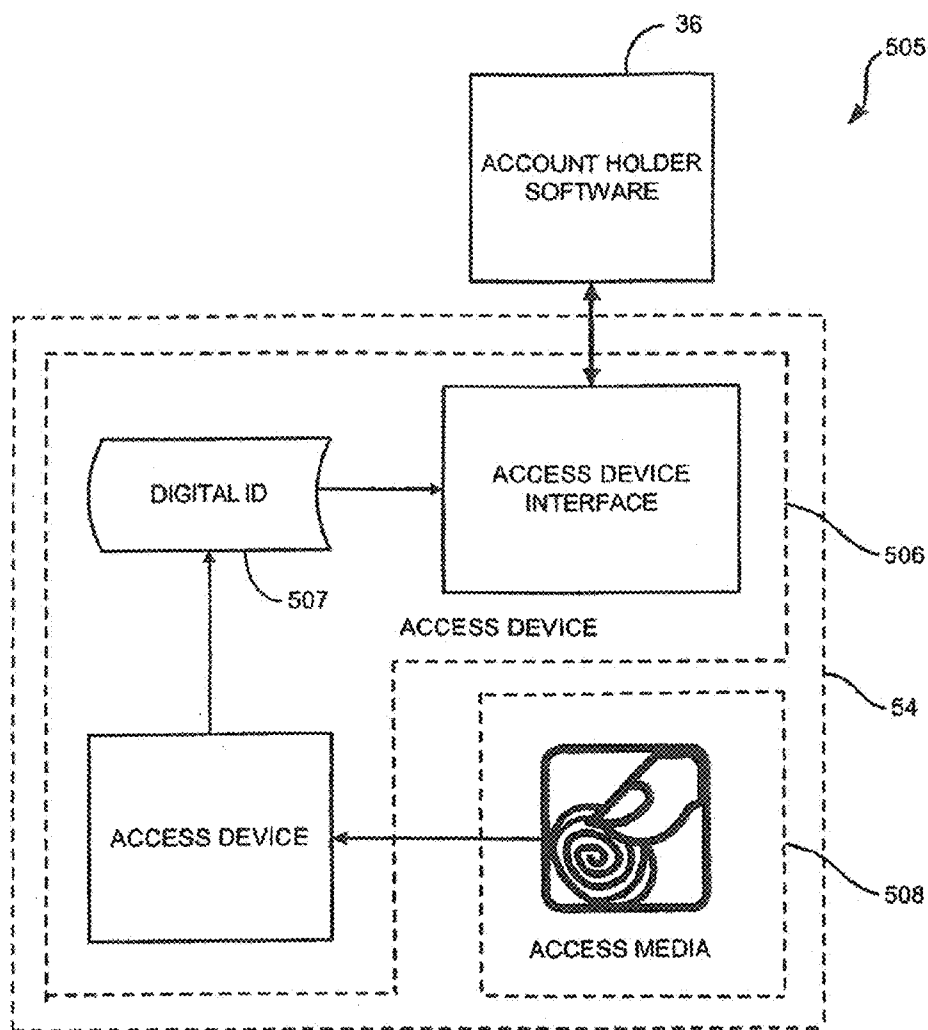 36
505
ACCOUNT HOLDER
SOFTWARE
DIGITAL ID
ACCESS DEVICE
INTERFACE
506
507
ACCESS DEVICE
54
ACCESS DEVICE
508
ACCESS MEDIA